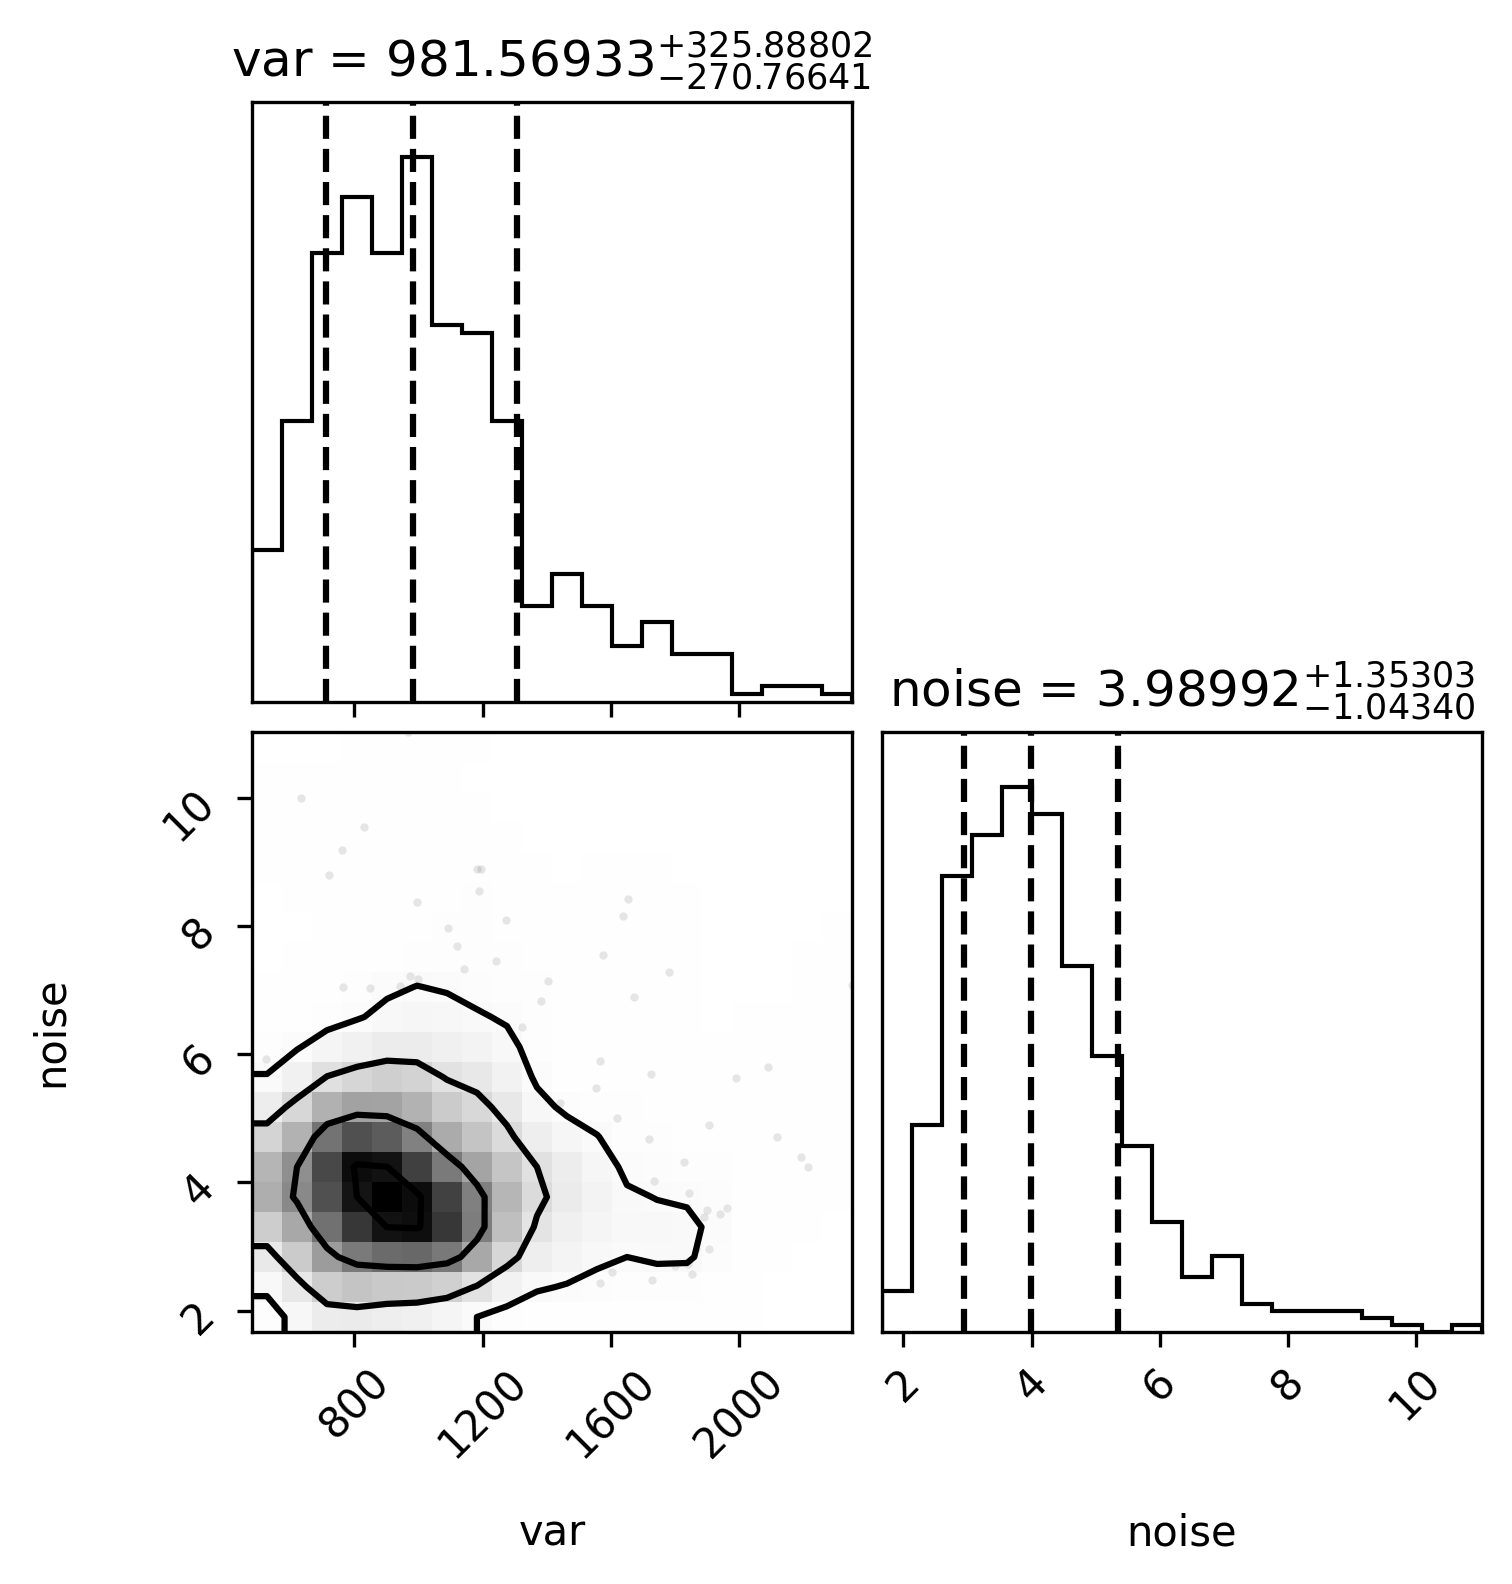 var = 981.56933 +325.88802 −270.76641
noise = 3.98992 +1.35303 −1.04340
10
8
6
4
2
noise
800 1200 1600 2000
2 4 6 8 10
var
noise